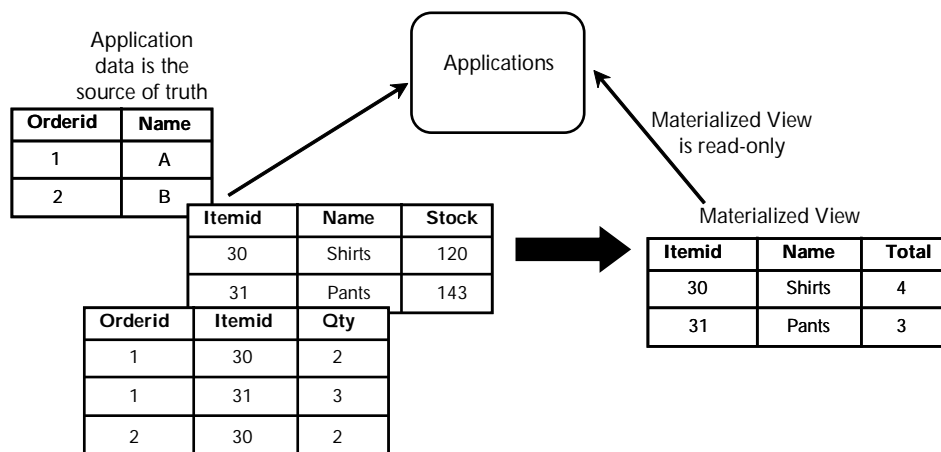 Application
data is the
source of truth
Orderid Name
1 A
2 B
Applications
Materialized View
is read-only
Itemid Name Stock
30 Shirts 120
31 Pants 143
Orderid Itemid Qty
1 30 2
1 31 3
2 30 2
Materialized View
Itemid Name Total
30 Shirts 4
31 Pants 3